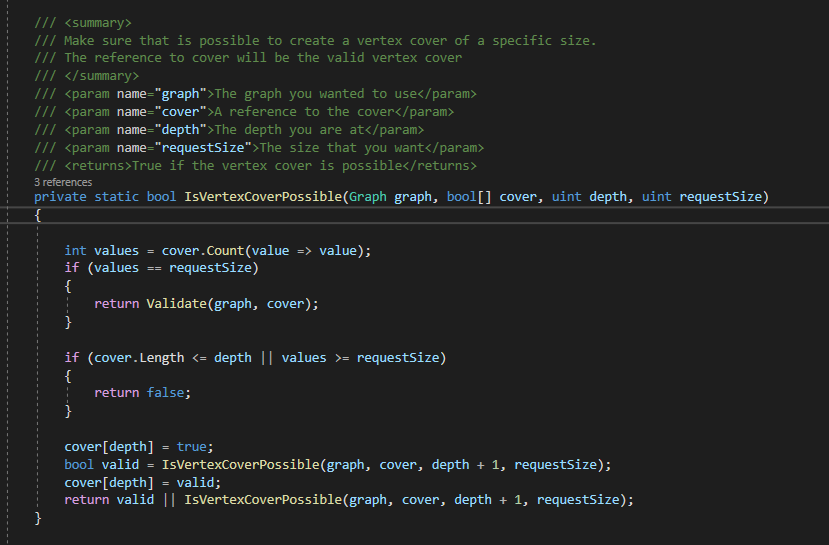 /// <summary>
/// Make sure that is possible to create a vertex cover of a specific size.
/// The reference to cover will be the valid vertex cover
/// </summary>
/// <param name="graph">The graph you wanted to use</param>
/// <param name="cover">A reference to the cover</param>
/// <param name="depth">The depth you are at</param>
/// <param name="requestSize">The size that you want</param>
/// <returns>True if the vertex cover is possible</returns>
3 references
private static bool IsVertexCoverPossible(Graph graph, bool[] cover, uint depth, uint requestSize)
{
int values = cover.Count(value => value);
if (values == requestSize)
{
return Validate(graph, cover);
}
if (cover.Length <= depth || values >= requestSize)
{
return false;
}
cover[depth] = true;
bool valid = IsVertexCoverPossible(graph, cover, depth + 1, requestSize);
cover[depth] = valid;
return valid || IsVertexCoverPossible(graph, cover, depth + 1, requestSize);
}